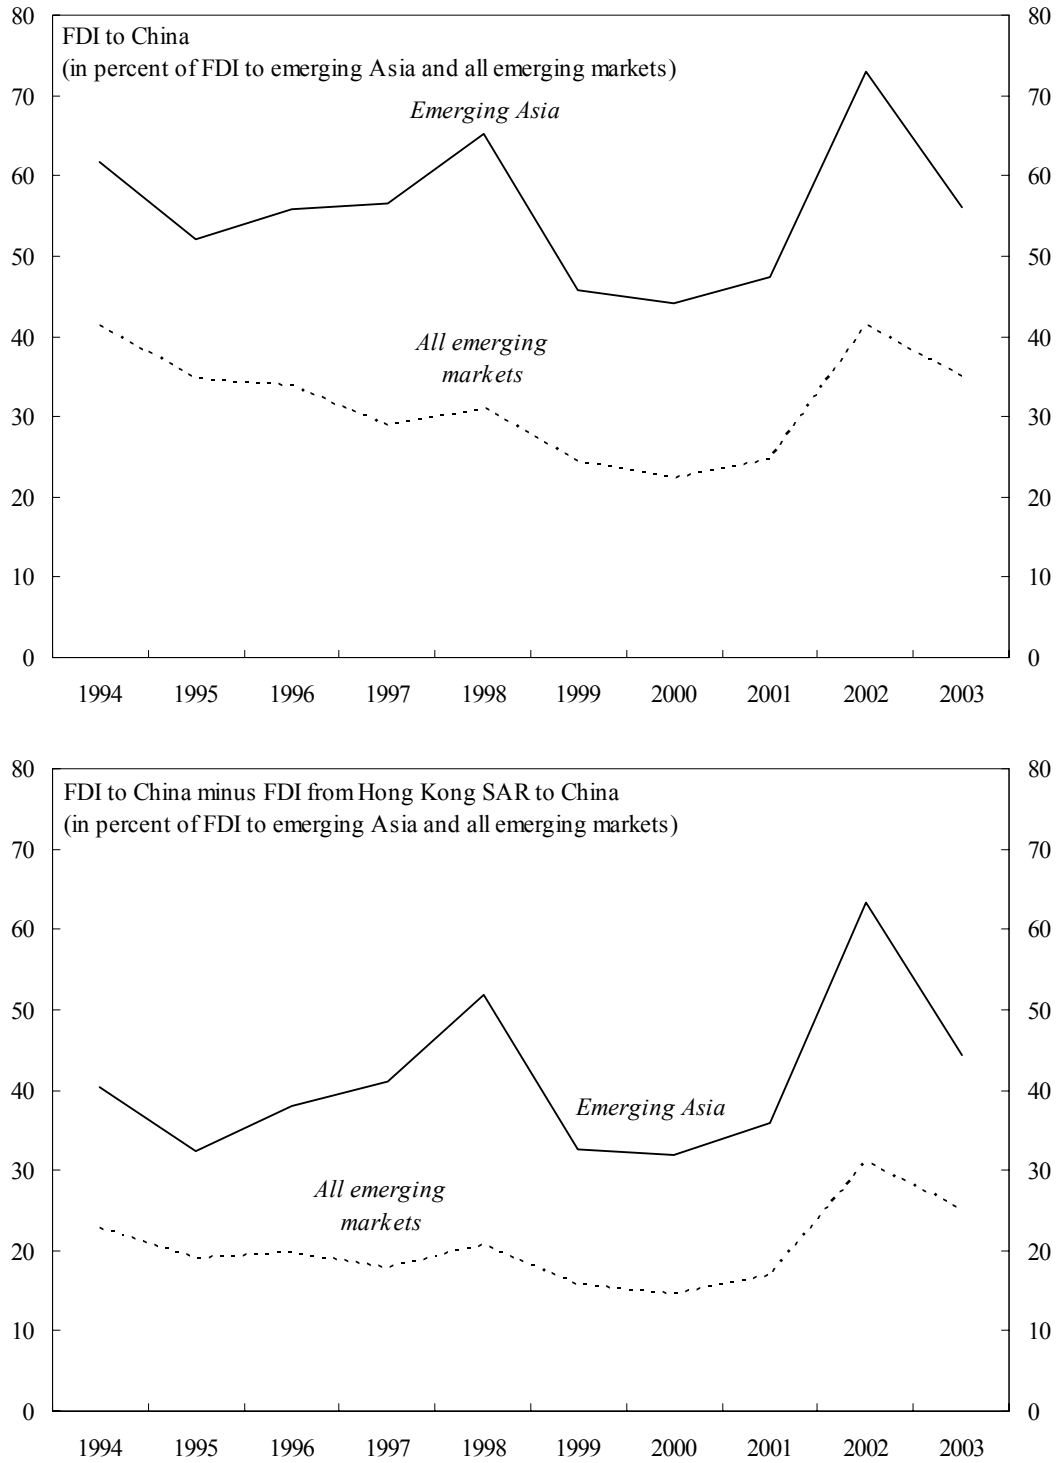 80 80
FDI to China
(in percent of FDI to emerging Asia and all emerging markets)
70 70
Emerging Asia
60 60
50 50
All emerging
40 40
markets
30 30
20 20
10 10
0 0
1994 1995 1996 1997 1998 1999 2000 2001 2002 2003
80 80
FDI to China minus FDI from Hong Kong SAR to China
(in percent of FDI to emerging Asia and all emerging markets)
70 70
60 60
50 50
40 40
Emerging Asia
30 30
All emerging
markets
20 20
10 10
0 0
1994 1995 1996 1997 1998 1999 2000 2001 2002 2003